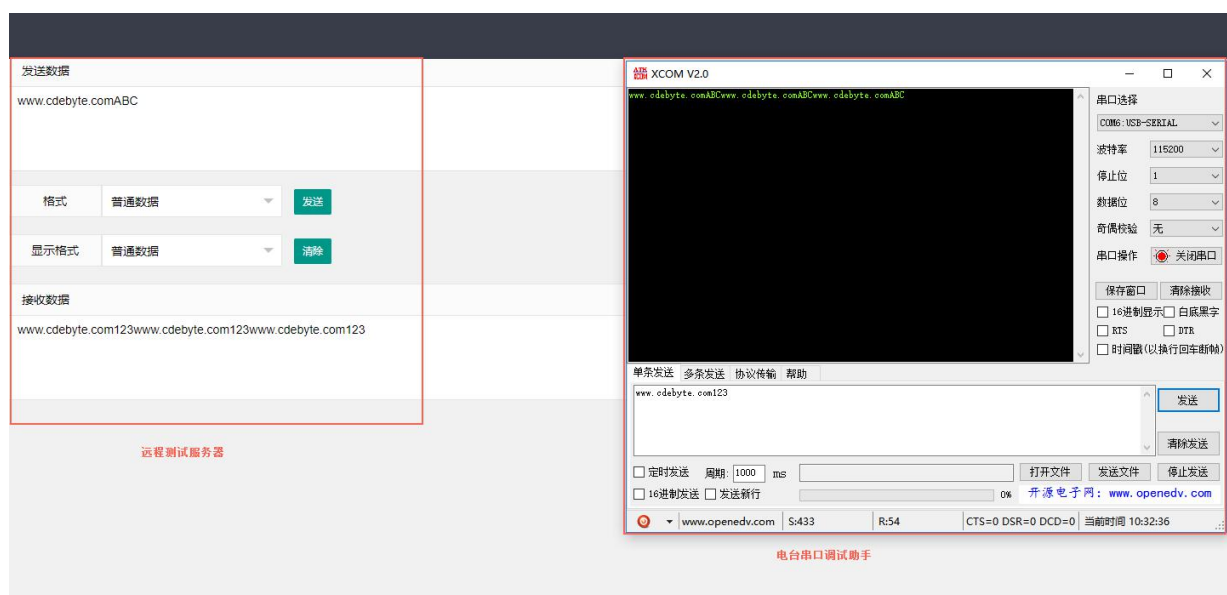 发送数据
www.cdebyte.comABC
格式 普通数据 发送
显示格式 普通数据 清除
接收数据
www.cdebyte.com123www.cdebyte.com123www.cdebyte.com123
远程测试服务器
ATK XCOM XCOM V2.0
www.cdebyte.comABCwww.cdebyte.comABCwww.cdebyte.comABC
串口选择
COM6:USB-SERIAL
波特率 115200
停止位 1
数据位 8
奇偶校验 无
串口操作 关闭串口
保存窗口 清除接收
16进制显示 白底黑字
RTS DTR
时间戳(以换行回车断帧)
单条发送 多条发送 协议传输 帮助
www.cdebyte.com123
发送
清除发送
定时发送 周期: 1000 ms 打开文件 发送文件 停止发送
16进制发送 发送新行 0% 开源电子网: www.openedv.com
www.openedv.com S:433 R:54 CTS=0 DSR=0 DCD=0 当前时间 10:32:36
电台串口调试助手